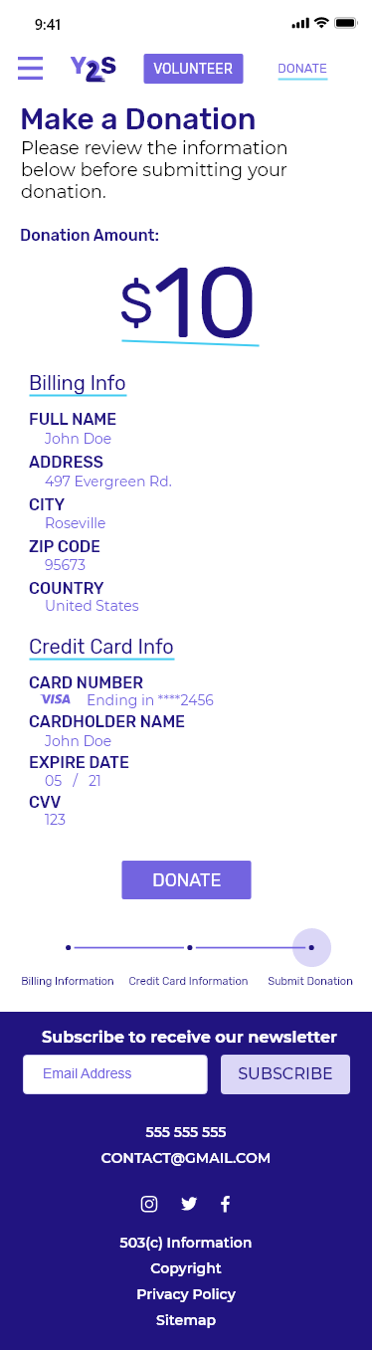 9:41
Y2S
VOLUNTEER
DONATE
Make a Donation
Please review the information
below before submitting your
donation.
Donation Amount:
$10
Billing Info
FULL NAME
John Doe
ADDRESS
497 Evergreen Rd.
CITY
Roseville
ZIP CODE
95673
COUNTRY
United States
Credit Card Info
CARD NUMBER
VISA Ending in ****2456
CARDHOLDER NAME
John Doe
EXPIRE DATE
05 / 21
CVV
123
DONATE
Billing Information Credit Card Information Submit Donation
Subscribe to receive our newsletter
Email Address SUBSCRIBE
555 555 555
CONTACT@GMAIL.COM
503(c) Information
Copyright
Privacy Policy
Sitemap